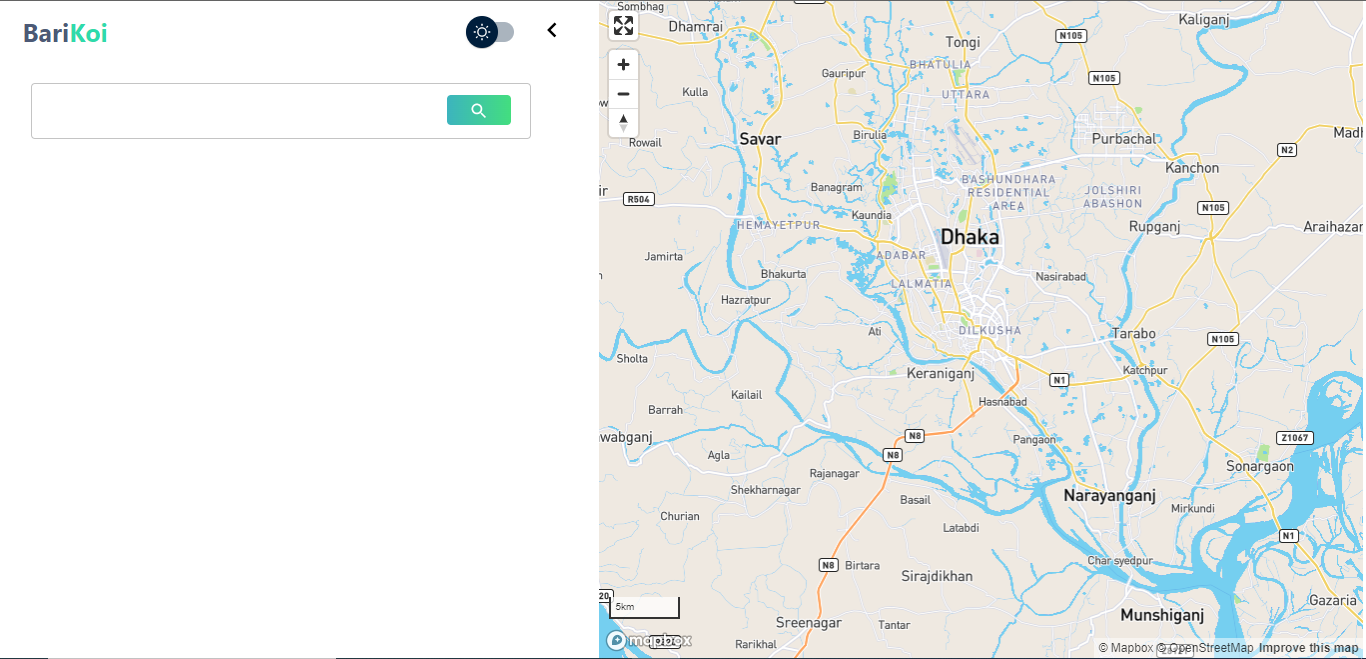 BariKoi
Sombhag
Dhamrai
Kaliganj
N105
Tongi
BHATULIA
Gauripur
N105
Kulla
UTTARA
Savar
Birulia
Purbachal
Madh
Rowail
N2
Kanchon
BASHUNDHARA
RESIDENTIAL
AREA
Banagram
JOLSHIRI
ABASHON
ir
R504
N105
Kaundia
HEMAYETPUR
Rupganj
Araihazar
Dhaka
Jamirta
ADABAR
Bhakurta
Nasirabad
LALMATIA
Hazratpur
Ati
DILKUSHA
Tarabo
N105
Sholta
Keraniganj
Katchpur
N1
Kailail
Hasnabad
Barrah
wabganj
N8
Pangaon
Z1067
Agla
N8
Sonargaon
Rajanagar
Shekharnagar
Narayanganj
Basail
Mirkundi
Churian
Latabdi
N1
Char syedpur
N8
Birtara
Sirajdikhan
20
5km
Gazaria
Munshiganj
Sreenagar
Tantar
mapbox
Rarikhal
© Mapbox © OpenStreetMap Improve this map